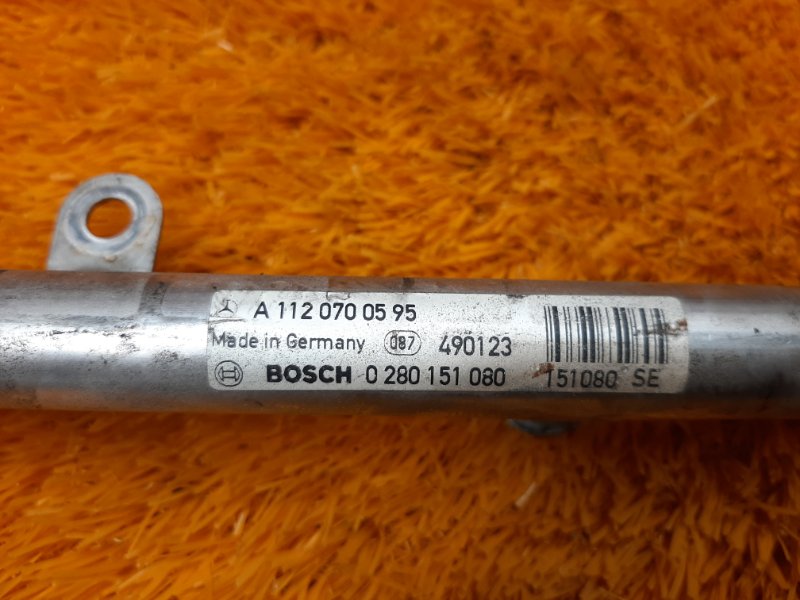 A 112 070 05 95
Made in Germany 087 490123
BOSCH 0 280 151 080
151080 SE